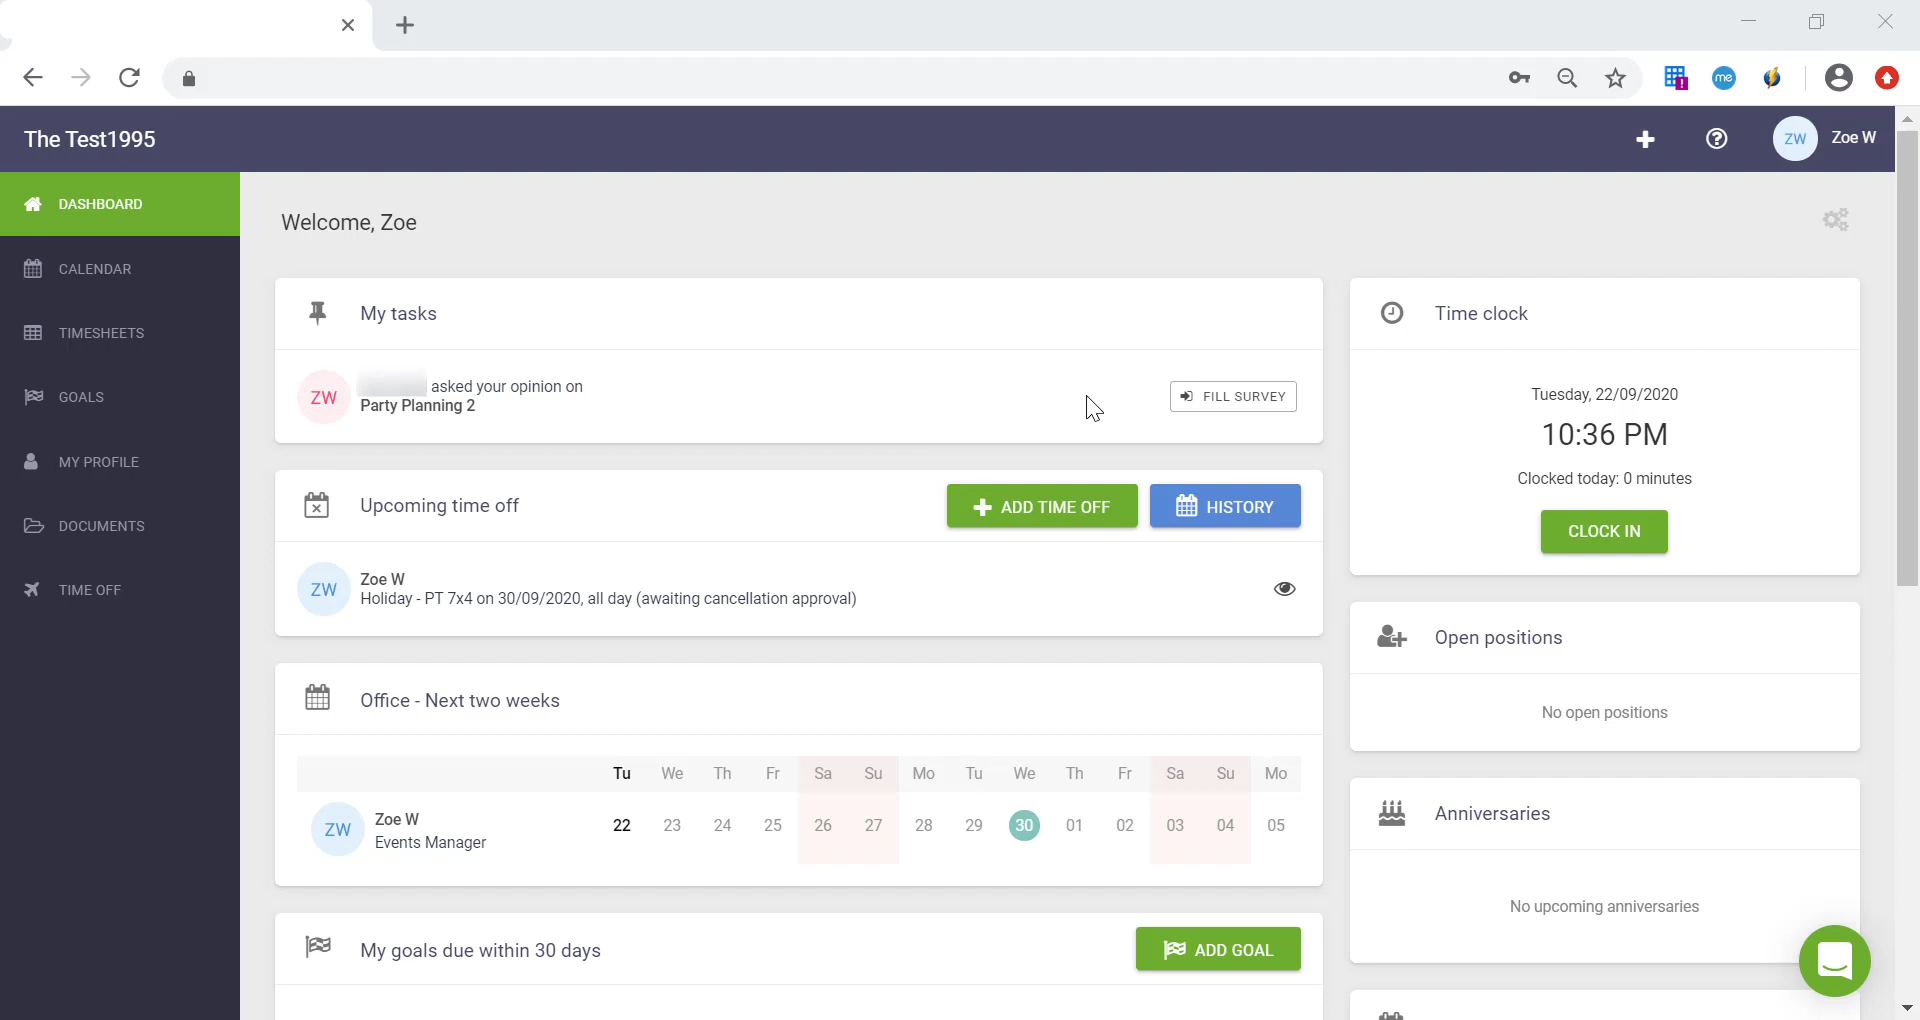 The Test1995
ZW
Zoe W
DASHBOARD
CALENDAR
TIMESHEETS
GOALS
MY PROFILE
DOCUMENTS
TIME OFF
Welcome, Zoe
My tasks
ZW
asked your opinion on
Party Planning 2
FILL SURVEY
Upcoming time off
ADD TIME OFF
HISTORY
ZW
Zoe W
Holiday - PT 7x4 on 30/09/2020, all day (awaiting cancellation approval)
Office - Next two weeks
Tu We Th Fr Sa Su Mo Tu We Th Fr Sa Su Mo
ZW
Zoe W
Events Manager
22 23 24 25 26 27 28 29 30 01 02 03 04 05
My goals due within 30 days
ADD GOAL
Time clock
Tuesday, 22/09/2020
10:36 PM
Clocked today: 0 minutes
CLOCK IN
Open positions
No open positions
Anniversaries
No upcoming anniversaries
me